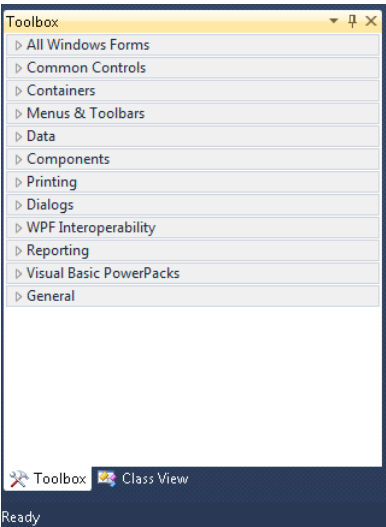 Toolbox
All Windows Forms
Common Controls
Containers
Menus & Toolbars
Data
Components
Printing
Dialogs
WPF Interoperability
Reporting
Visual Basic PowerPacks
General
Toolbox Class View
Ready